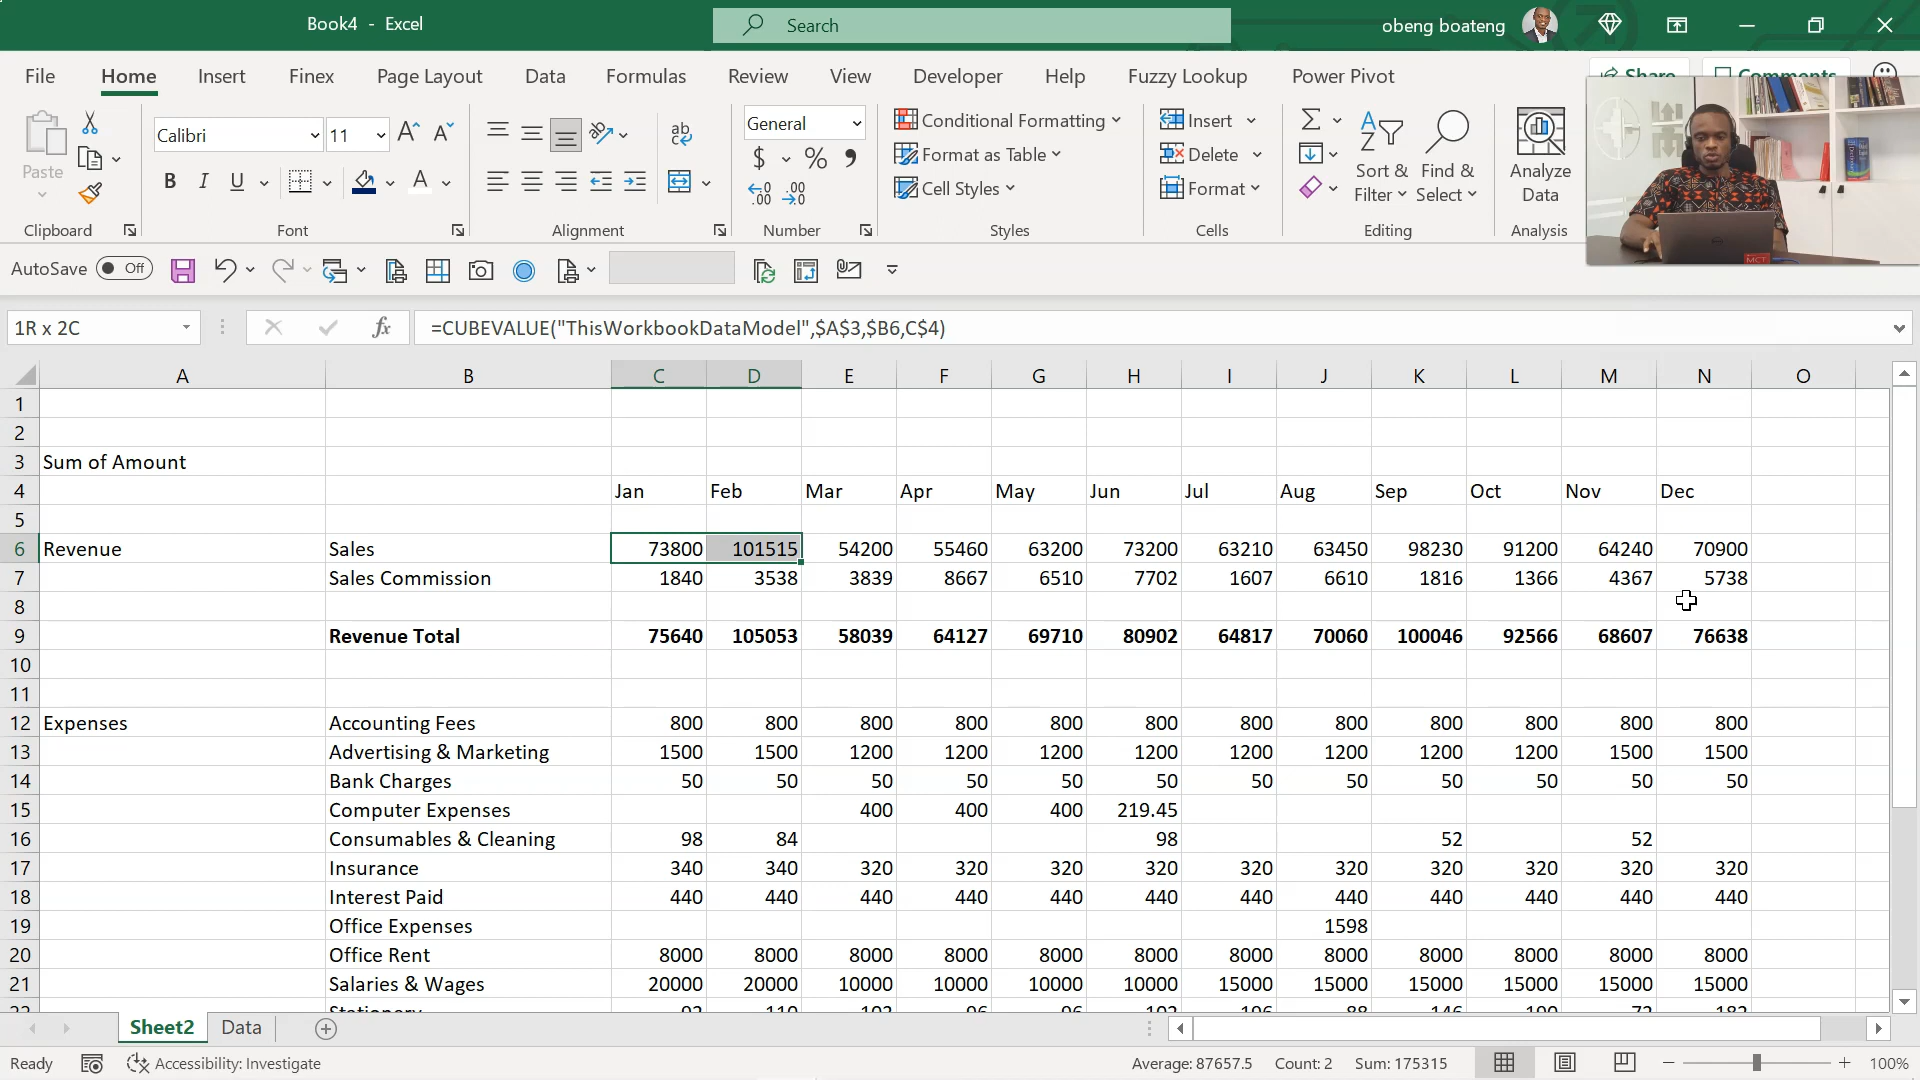 Book4 - Excel
Search
obeng boateng
File Home Insert Finex Page Layout Data Formulas Review View Developer Help Fuzzy Lookup Power Pivot Share Comments
Paste
Clipboard
Calibri 11
B I U
Font
ab
Alignment
General
$ % 9
Number
Conditional Formatting
Format as Table
Cell Styles
Styles
Insert
Delete
Format
Cells
Sort & Filter
Find & Select
Editing
Analyze Data
Analysis
MCT
AutoSave Off
1R x 2C fx =CUBEVALUE("ThisWorkbookDataModel",$A$3,$B6,C$4)
A B C D E F G H I J K L M N O
1
2
3 Sum of Amount
4 Jan Feb Mar Apr May Jun Jul Aug Sep Oct Nov Dec
5
6 Revenue Sales 73800 101515 54200 55460 63200 73200 63210 63450 98230 91200 64240 70900
7 Sales Commission 1840 3538 3839 8667 6510 7702 1607 6610 1816 1366 4367 5738
8
9 Revenue Total 75640 105053 58039 64127 69710 80902 64817 70060 100046 92566 68607 76638
10
11
12 Expenses Accounting Fees 800 800 800 800 800 800 800 800 800 800 800 800
13 Advertising & Marketing 1500 1500 1200 1200 1200 1200 1200 1200 1200 1200 1500 1500
14 Bank Charges 50 50 50 50 50 50 50 50 50 50 50 50
15 Computer Expenses 400 400 400 219.45
16 Consumables & Cleaning 98 84 98 52 52
17 Insurance 340 340 320 320 320 320 320 320 320 320 320 320
18 Interest Paid 440 440 440 440 440 440 440 440 440 440 440 440
19 Office Expenses 1598
20 Office Rent 8000 8000 8000 8000 8000 8000 8000 8000 8000 8000 8000 8000
21 Salaries & Wages 20000 20000 10000 10000 10000 10000 15000 15000 15000 15000 15000 15000
Sheet2 Data
Ready Accessibility: Investigate Average: 87657.5 Count: 2 Sum: 175315 100%